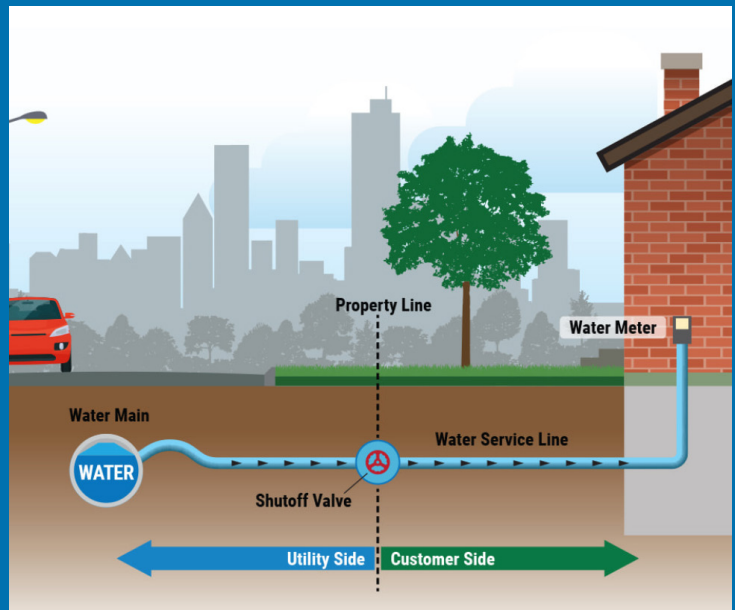 Property Line
Water Meter
Water Main
WATER
Water Service Line
Shutoff Valve
Utility Side
Customer Side